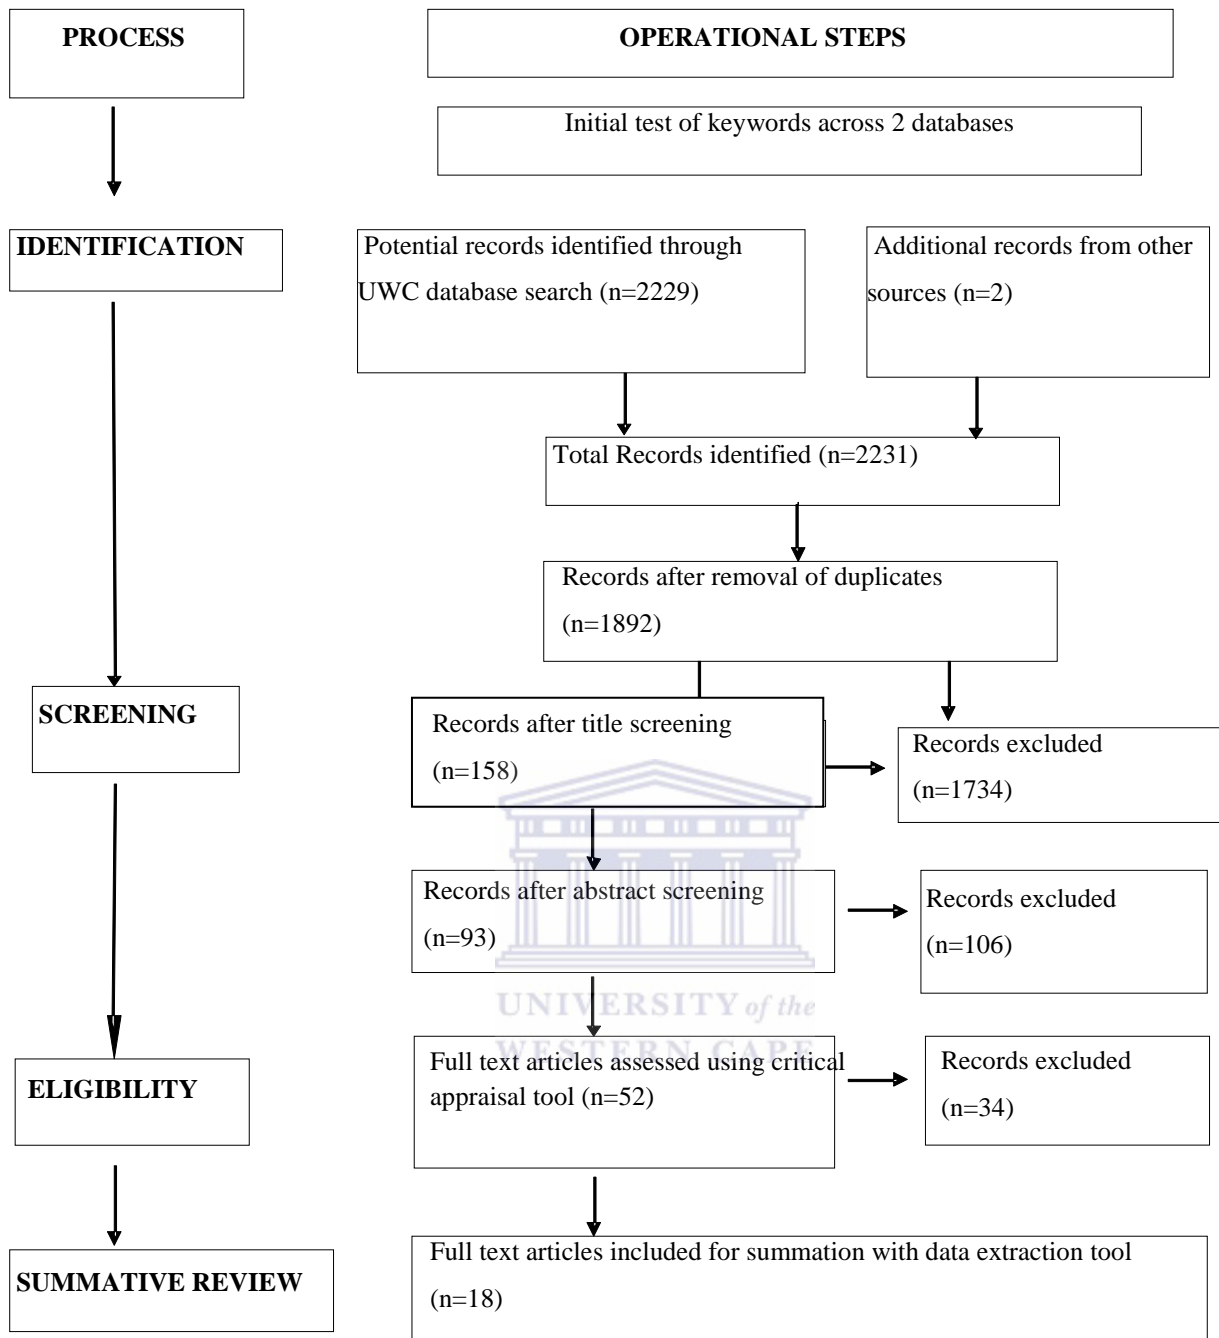 PROCESS
OPERATIONAL STEPS
Initial test of keywords across 2 databases
IDENTIFICATION
Potential records identified through
UWC database search (n=2229)
Additional records from other
sources (n=2)
Total Records identified (n=2231)
Records after removal of duplicates
(n=1892)
SCREENING
Records after title screening
(n=158)
Records excluded
(n=1734)
Records after abstract screening
(n=93)
Records excluded
(n=106)
UNIVERSITY of the
WESTERN CAPE
ELIGIBILITY
Full text articles assessed using critical
appraisal tool (n=52)
Records excluded
(n=34)
SUMMATIVE REVIEW
Full text articles included for summation with data extraction tool
(n=18)